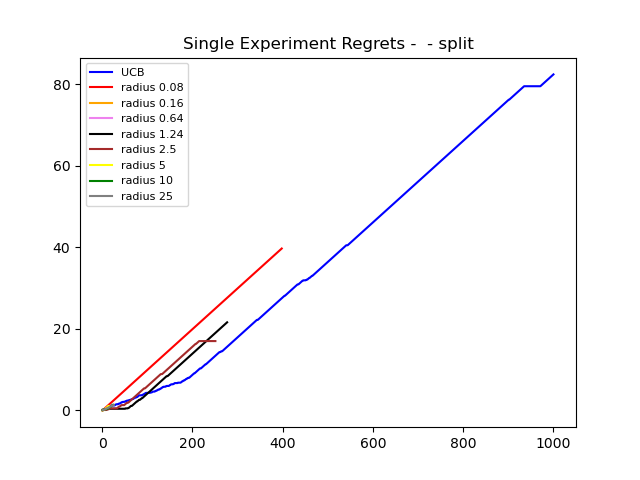 Single Experiment Regrets -  - split
UCB
radius 0.08
radius 0.16
radius 0.64
radius 1.24
radius 2.5
radius 5
radius 10
radius 25
80
60
40
20
0
0 200 400 600 800 1000